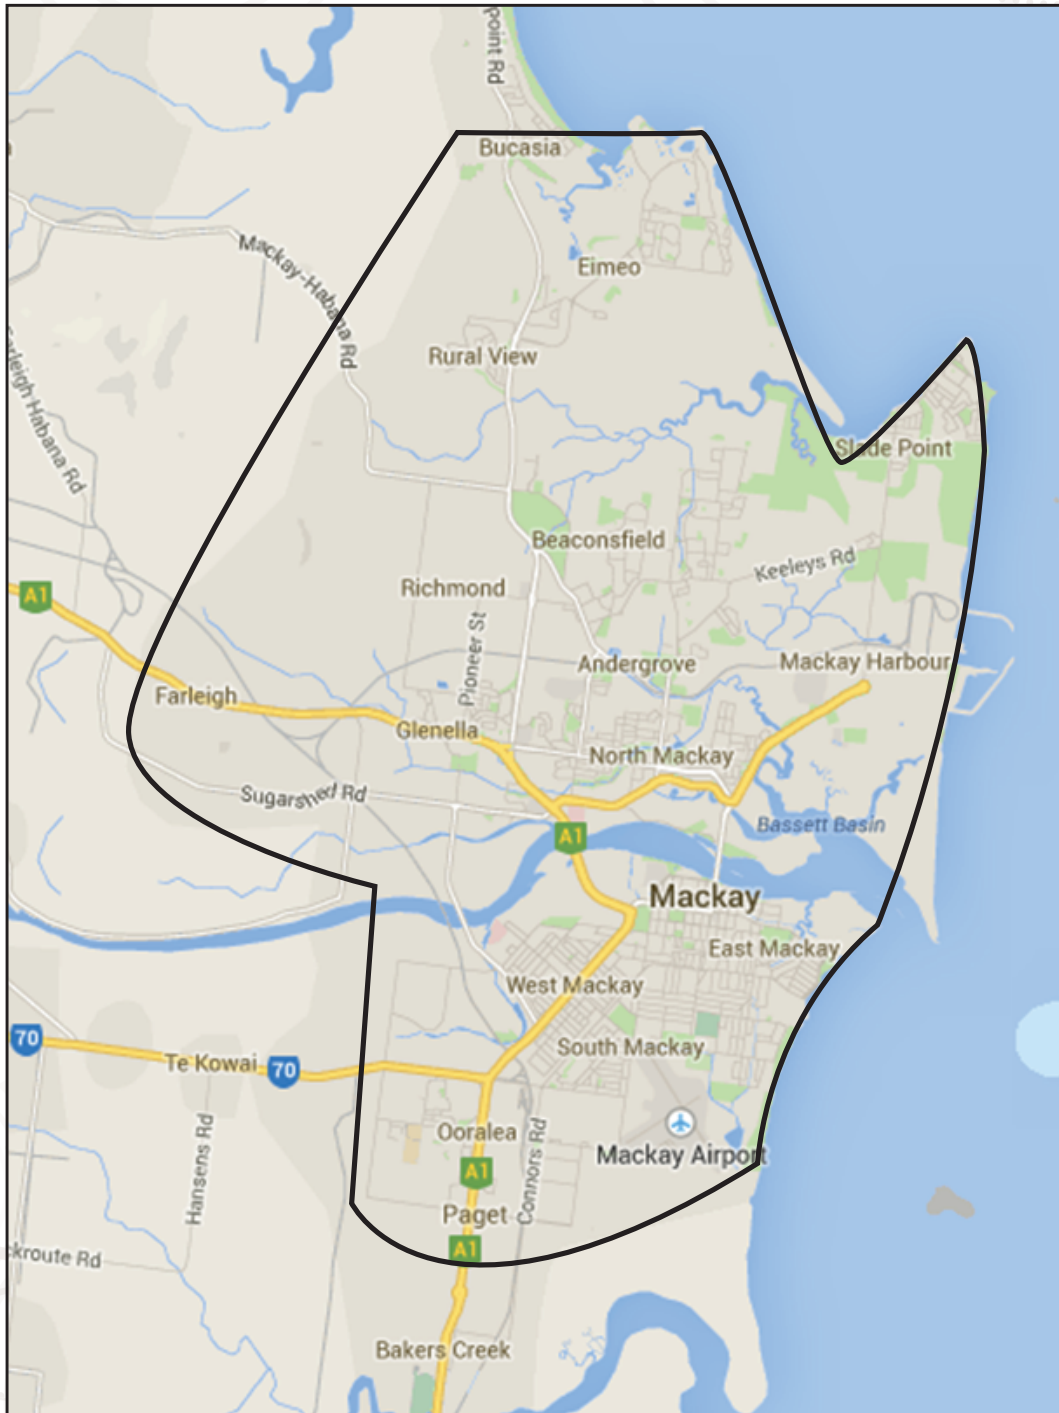 point Rd
Bucasia
Mackay-Habana Rd
Eimeo
Rural View
Farleigh Habana Rd
Slade Point
Beaconsfield
Keeleys Rd
Richmond
A1
Pioneer St
Andergrove
Mackay Harbour
Farleigh
Glenella
North Mackay
Sugarshed Rd
A1
Bassett Basin
Mackay
East Mackay
West Mackay
70
South Mackay
Te Kowai
70
Ooralea
Mackay Airport
Hansens Rd
Connors Rd
A1
Paget
A1
ckroute Rd
Bakers Creek